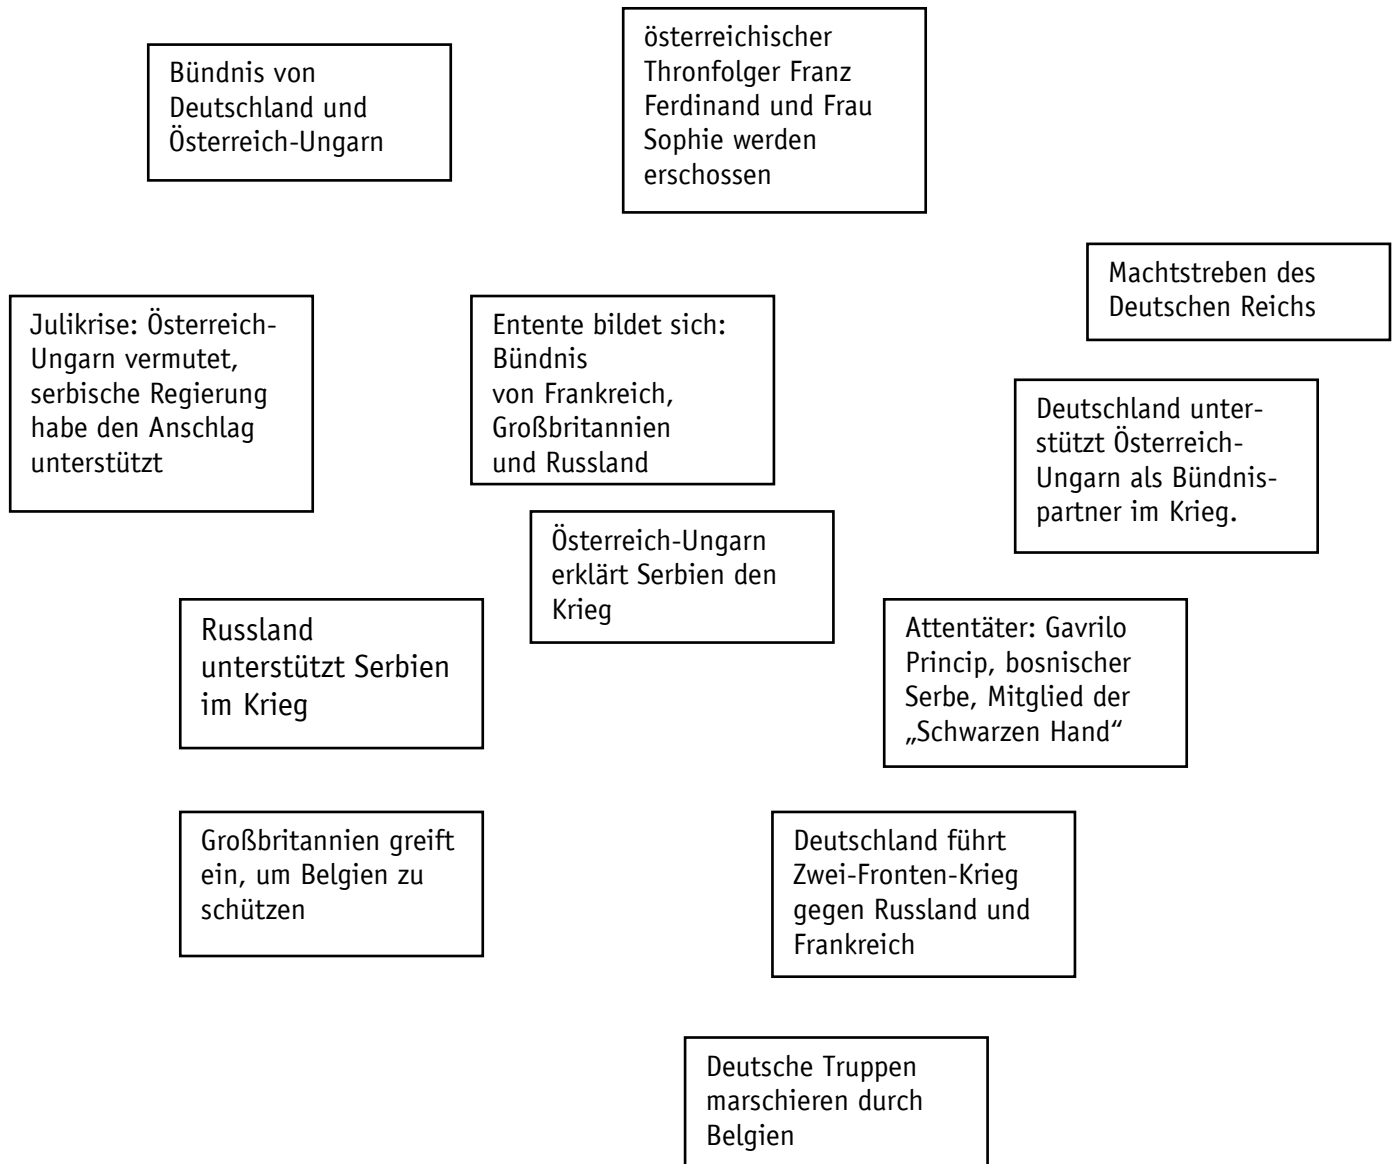 Bündnis von
Deutschland und
Österreich-Ungarn
österreichischer
Thronfolger Franz
Ferdinand und Frau
Sophie werden
erschossen
Machtstreben des
Deutschen Reichs
Julikrise: Österreich-
Ungarn vermutet,
serbische Regierung
habe den Anschlag
unterstützt
Entente bildet sich:
Bündnis
von Frankreich,
Großbritannien
und Russland
Deutschland unter-
stützt Österreich-
Ungarn als Bündnis-
partner im Krieg.
Österreich-Ungarn
erklärt Serbien den
Krieg
Russland
unterstützt Serbien
im Krieg
Attentäter: Gavrilo
Princip, bosnischer
Serbe, Mitglied der
„Schwarzen Hand“
Großbritannien greift
ein, um Belgien zu
schützen
Deutschland führt
Zwei-Fronten-Krieg
gegen Russland und
Frankreich
Deutsche Truppen
marschieren durch
Belgien